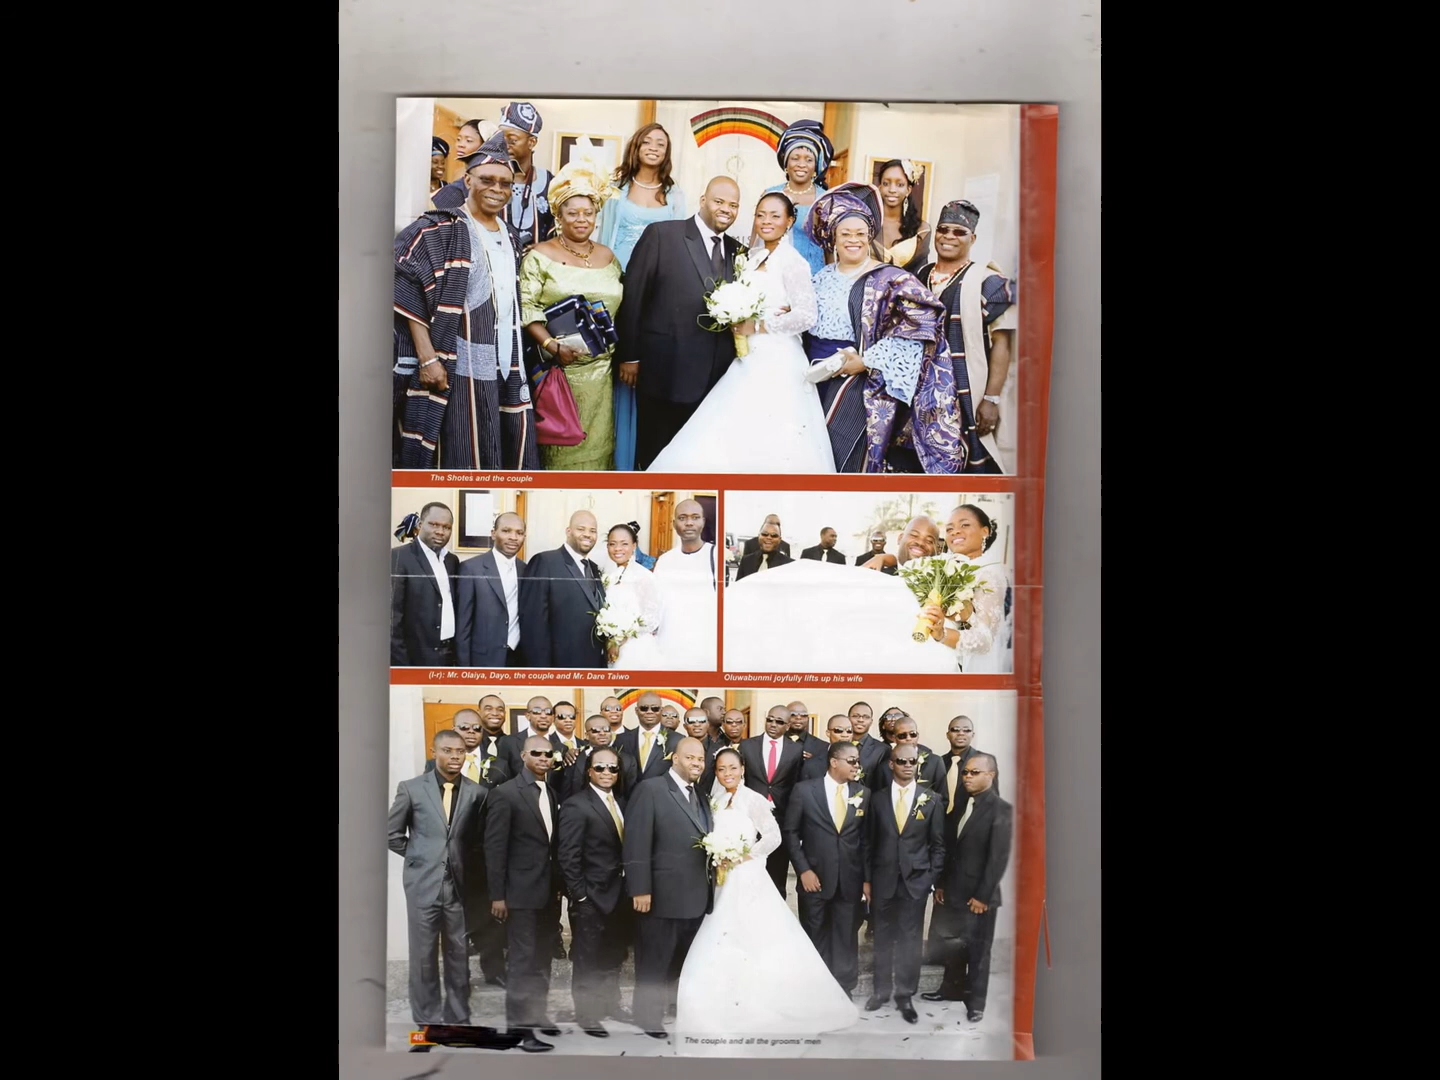 The Shotes and the couple
(l-r): Mr. Olaiya, Dayo, the couple and Mr. Dare Taiwo
Oluwabunmi joyfully lifts up his wife
40
The couple and all the grooms' men